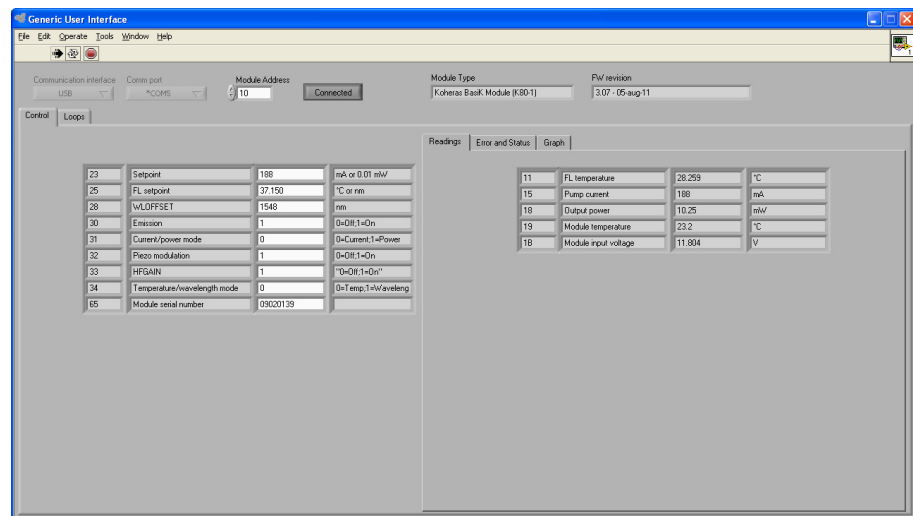 Generic User Interface
File Edit Operate Tools Window Help
1
Communication interface Comm port Module Address Module Type FW revision
USB *COM5 10 Connected Koheras BasiK Module (K80-1) 3.07 - 05-aug-11
Control Loops
Readings Error and Status Graph
23 Setpoint 188 mA or 0.01 mW
25 FL setpoint 37.150 °C or nm
28 WLOFFSET 1548 nm
30 Emission 1 0=Off;1=On
31 Current/power mode 0 0=Current;1=Power
32 Piezo modulation 1 0=Off;1=On
33 HFGAIN 1 "0=Off;1=On"
34 Temperature/wavelength mode 0 0=Temp;1=Waveleng
65 Module serial number 09020139
11 FL temperature 28.259 °C
15 Pump current 188 mA
18 Output power 10.25 mW
19 Module temperature 23.2 °C
1B Module input voltage 11.804 V